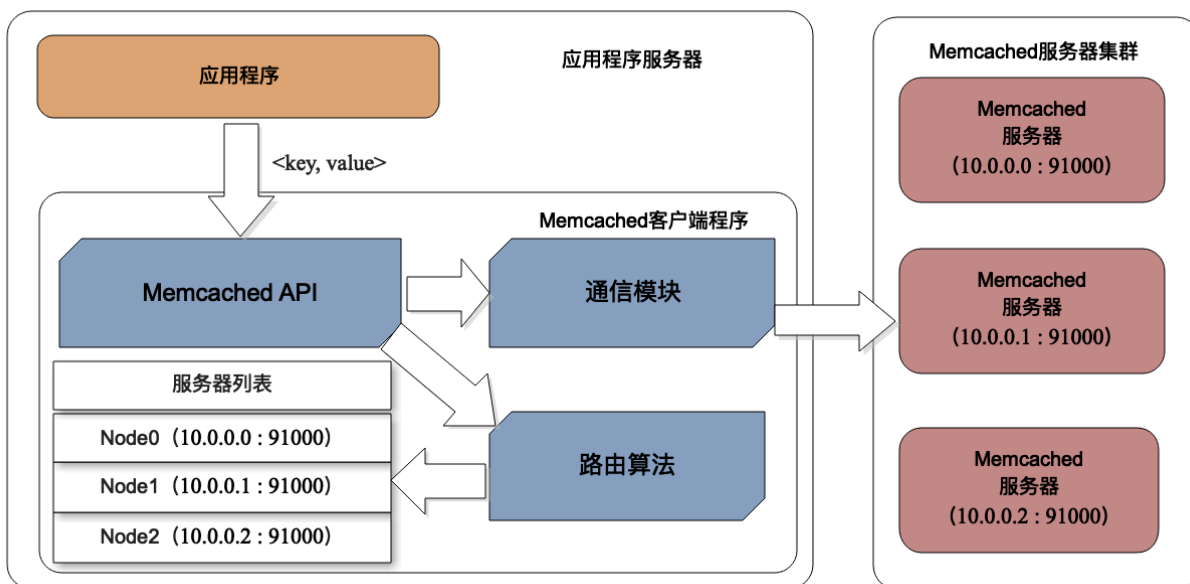 应用程序服务器
应用程序
<key, value>
Memcached客户端程序
Memcached API
通信模块
服务器列表
Node0（10.0.0.0 : 91000）
Node1（10.0.0.1 : 91000）
Node2（10.0.0.2 : 91000）
路由算法
Memcached服务器集群
Memcached
服务器
（10.0.0.0 : 91000）
Memcached
服务器
（10.0.0.1 : 91000）
Memcached
服务器
（10.0.0.2 : 91000）